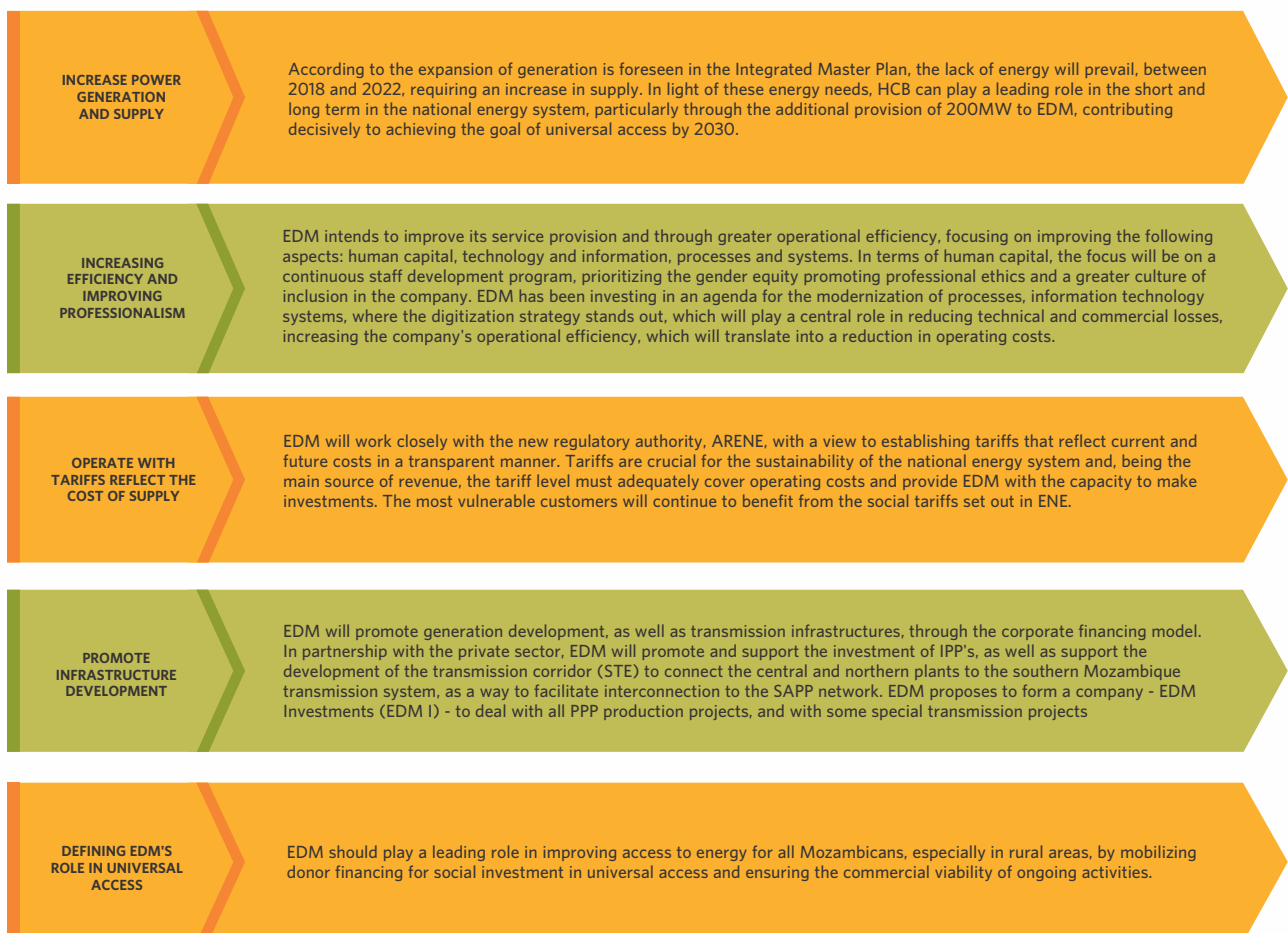 INCREASE POWER
GENERATION
AND SUPPLY
According to the expansion of generation is foreseen in the Integrated Master Plan, the lack of energy will prevail, between
2018 and 2022, requiring an increase in supply. In light of these energy needs, HCB can play a leading role in the short and
long term in the national energy system, particularly through the additional provision of 200MW to EDM, contributing
decisively to achieving the goal of universal access by 2030.
INCREASING
EFFICIENCY AND
IMPROVING
PROFESSIONALISM
EDM intends to improve its service provision and through greater operational efficiency, focusing on improving the following
aspects: human capital, technology and information, processes and systems. In terms of human capital, the focus will be on a
continuous staff development program, prioritizing the gender equity promoting professional ethics and a greater culture of
inclusion in the company. EDM has been investing in an agenda for the modernization of processes, information technology
systems, where the digitization strategy stands out, which will play a central role in reducing technical and commercial losses,
increasing the company's operational efficiency, which will translate into a reduction in operating costs.
OPERATE WITH
TARIFFS REFLECT THE
COST OF SUPPLY
EDM will work closely with the new regulatory authority, ARENE, with a view to establishing tariffs that reflect current and
future costs in a transparent manner. Tariffs are crucial for the sustainability of the national energy system and, being the
main source of revenue, the tariff level must adequately cover operating costs and provide EDM with the capacity to make
investments. The most vulnerable customers will continue to benefit from the social tariffs set out in ENE.
PROMOTE
INFRASTRUCTURE
DEVELOPMENT
EDM will promote generation development, as well as transmission infrastructures, through the corporate financing model.
In partnership with the private sector, EDM will promote and support the investment of IPP's, as well as support the
development of the transmission corridor (STE) to connect the central and northern plants to the southern Mozambique
transmission system, as a way to facilitate interconnection to the SAPP network. EDM proposes to form a company - EDM
Investments (EDM I) - to deal with all PPP production projects, and with some special transmission projects
DEFINING EDM'S
ROLE IN UNIVERSAL
ACCESS
EDM should play a leading role in improving access to energy for all Mozambicans, especially in rural areas, by mobilizing
donor financing for social investment in universal access and ensuring the commercial viability of ongoing activities.